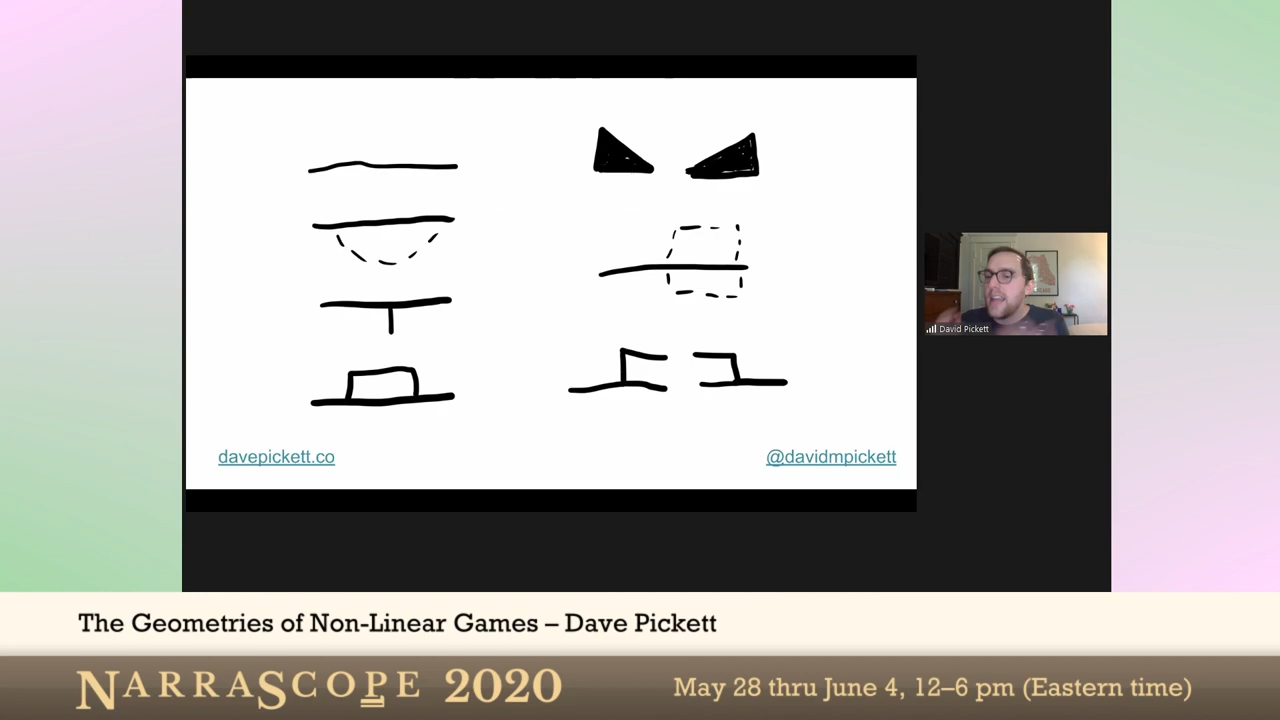 davepickett.co
@davidmpickett
David Pickett
The Geometries of Non-Linear Games – Dave Pickett
NARRASCOPE 2020
May 28 thru June 4, 12–6 pm (Eastern time)